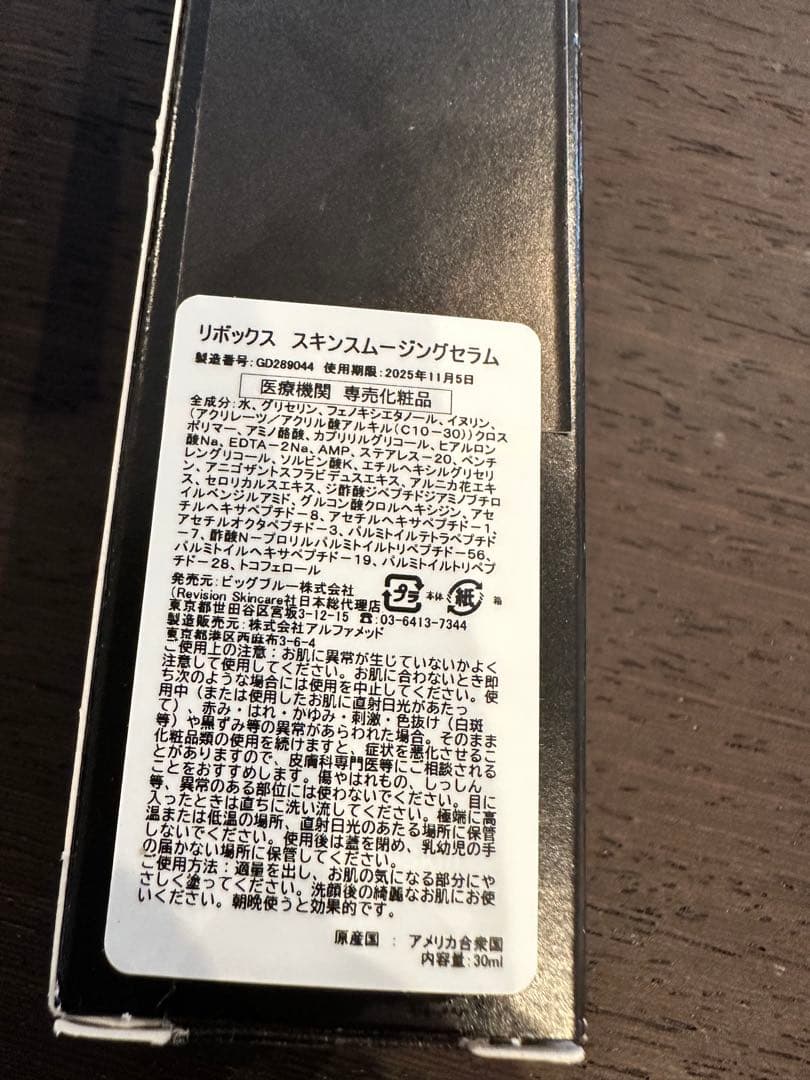 リボックス スキンスムージングセラム
製造番号:GD289044 使用期限:2025年11月5日
医療機関 専売化粧品
全成分:水、グリセリン、フェノキシエタノール、イヌリン、
(アクリレーツ/アクリル酸アルキル(C10-30))クロス
ポリマー、アミノ酪酸、カプリリルグリコール、ヒアルロン
酸Na、EDTA-2Na、AMP、ステアレス-20、ペンチ
レングリコール、ソルビン酸K、エチルヘキシルグリセリ
ン、アニゴザントスフラビデュスエキス、アルニカ花エキ
ス、セロリカルスエキス、ジ酢酸ジペプチドジアミノブチロ
イルベンジルアミド、グルコン酸クロルヘキシジン、アセ
チルヘキサペプチド-8、アセチルヘキサペプチド-1、
アセチルオクタペプチド-3、パルミトイルテトラペプチド
-7、酢酸N-プロリルパルミトイルトリペプチド-56、
パルミトイルヘキサペプチド-19、パルミトイルトリペプ
チド-28、トコフェロール
発売元:ビッグブルー株式会社
(Revision Skincare社日本総代理店
プラ 本体 紙 箱
東京都世田谷区宮坂3-12-15 ☎:03-6413-7344
製造販売元:株式会社アルファメッド
東京都港区西麻布3-6-4
ご使用上の注意:お肌に異常が生じていないかよく
注意して使用してください。お肌に合わないとき即
ち次のような場合には使用を中止してください。使
用中(または使用したお肌に直射日光があたっ
て)、赤み・はれ・かゆみ・刺激・色抜け(白斑
等)や黒ずみ等の異常があらわれた場合。そのまま
化粧品類の使用を続けますと、症状を悪化させるこ
とがありますので、皮膚科専門医等にご相談される
ことをおすすめします。傷やはれもの、しっしん
等、異常のある部位には使わないでください。目に
入ったときは直ちに洗い流してください。極端に高
温または低温の場所、直射日光のあたる場所に保管
しないでください。使用後は蓋を閉め、乳幼児の手
の届かない場所に保管してください。
ご使用方法:適量を出し、お肌の気になる部分にや
さしく塗ってください。洗顔後の綺麗なお肌にお使
いください。朝晩使うと効果的です。
原産国 : アメリカ合衆国
内容量:30ml